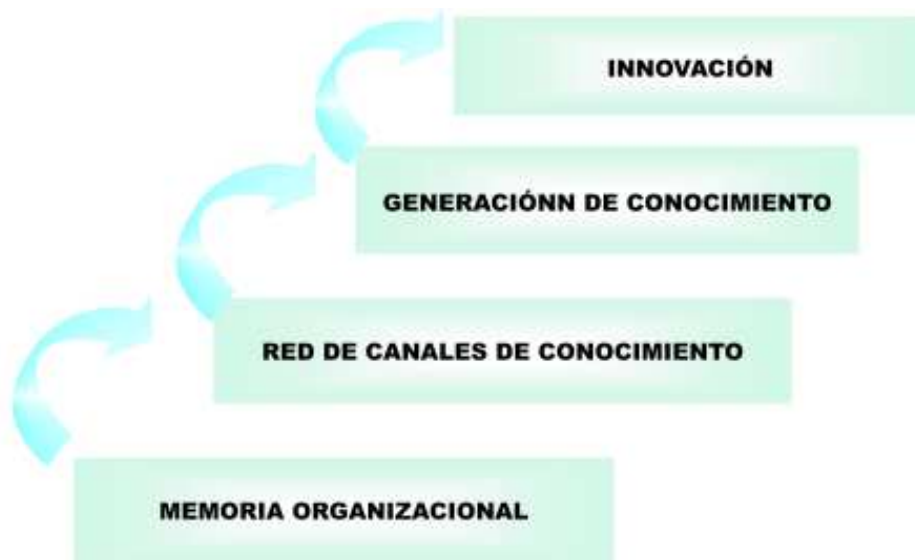 INNOVACIÓN
GENERACIÓNN DE CONOCIMIENTO
RED DE CANALES DE CONOCIMIENTO
MEMORIA ORGANIZACIONAL